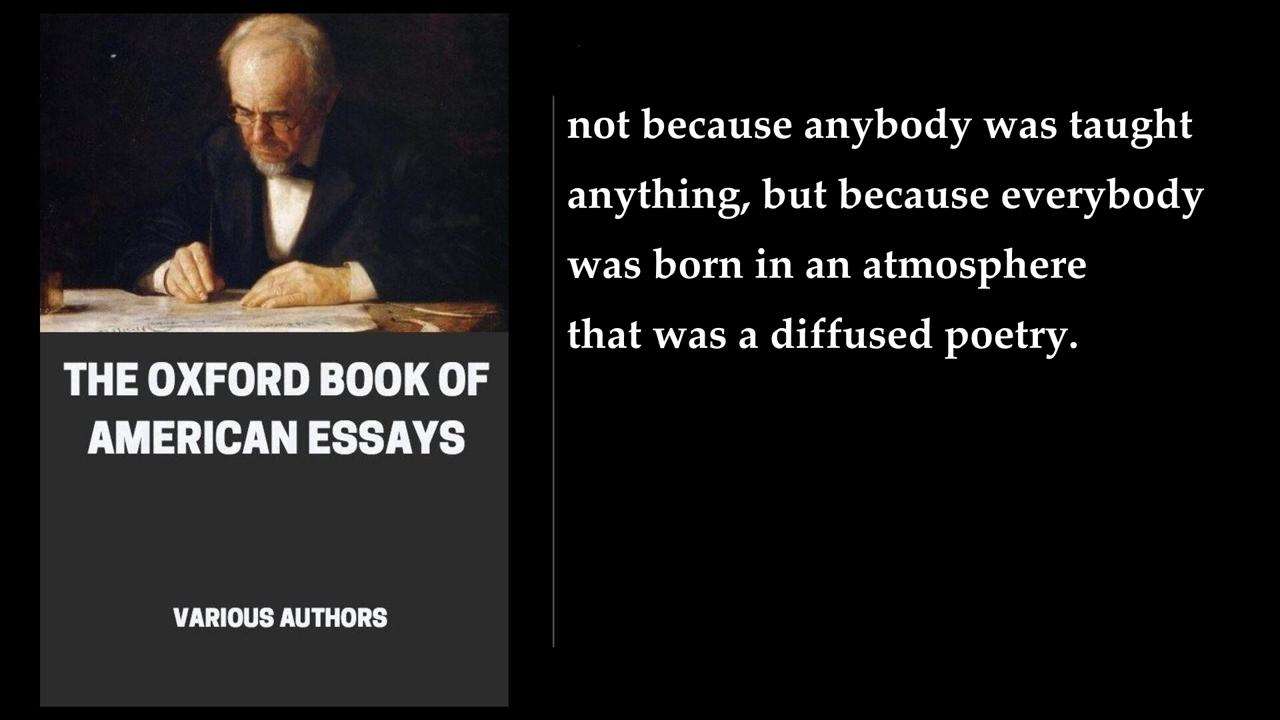 THE OXFORD BOOK OF
AMERICAN ESSAYS
VARIOUS AUTHORS
not because anybody was taught
anything, but because everybody
was born in an atmosphere
that was a diffused poetry.